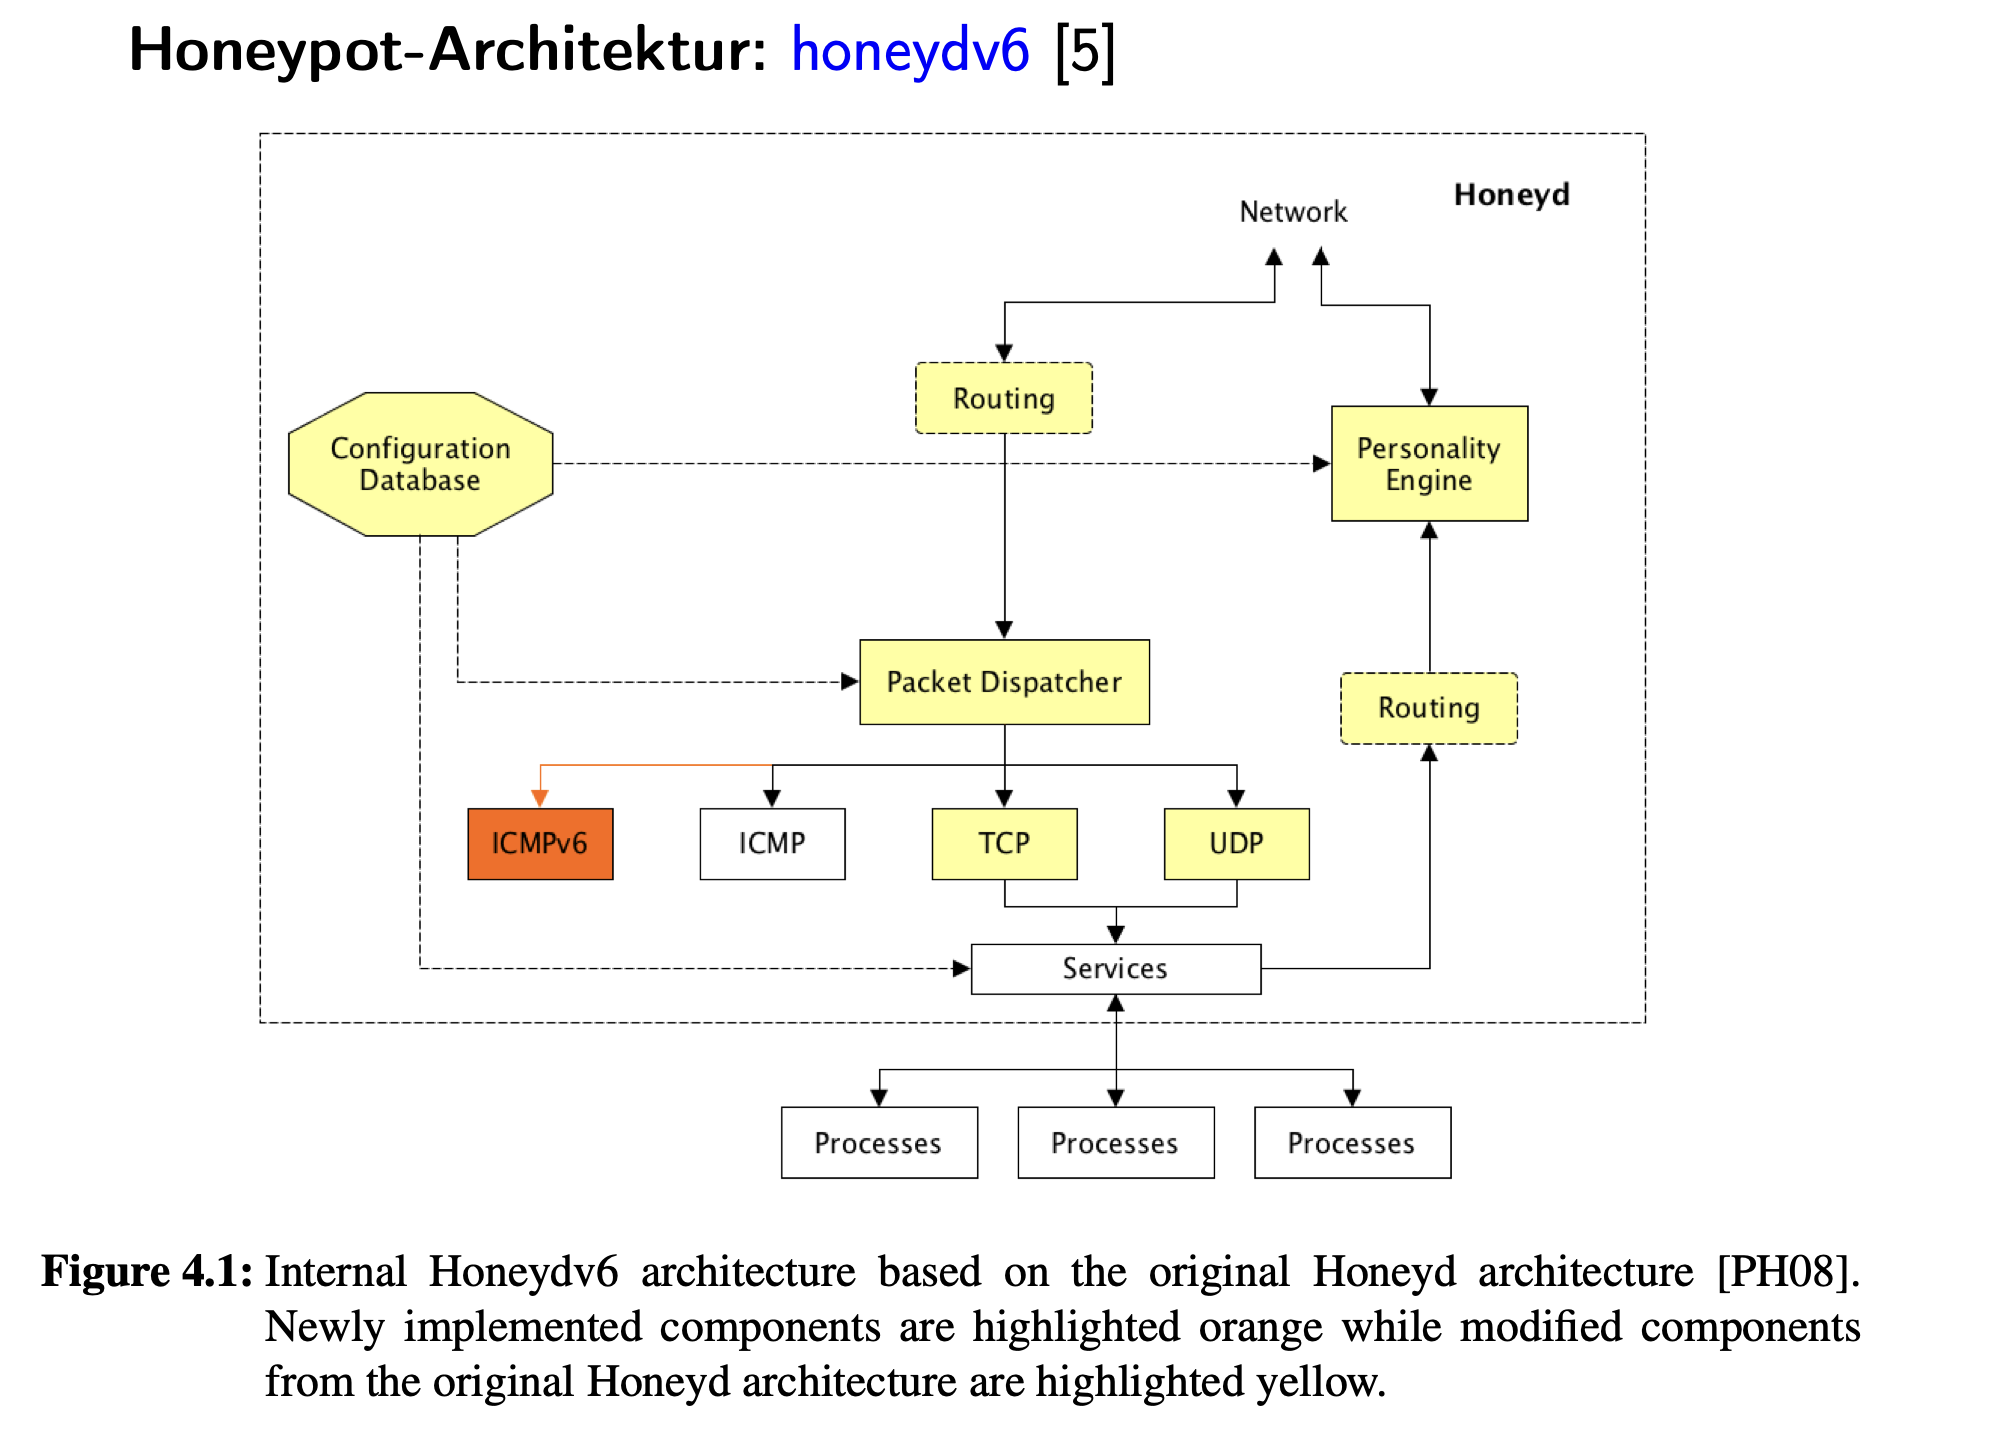 Honeypot-Architektur: honeydv6 [5]
Honeyd
Network
Routing
Configuration
Database
Personality
Engine
Packet Dispatcher
Routing
ICMPv6
ICMP
TCP
UDP
Services
Processes
Processes
Processes
Figure 4.1: Internal Honeydv6 architecture based on the original Honeyd architecture [PH08].
Newly implemented components are highlighted orange while modified components
from the original Honeyd architecture are highlighted yellow.